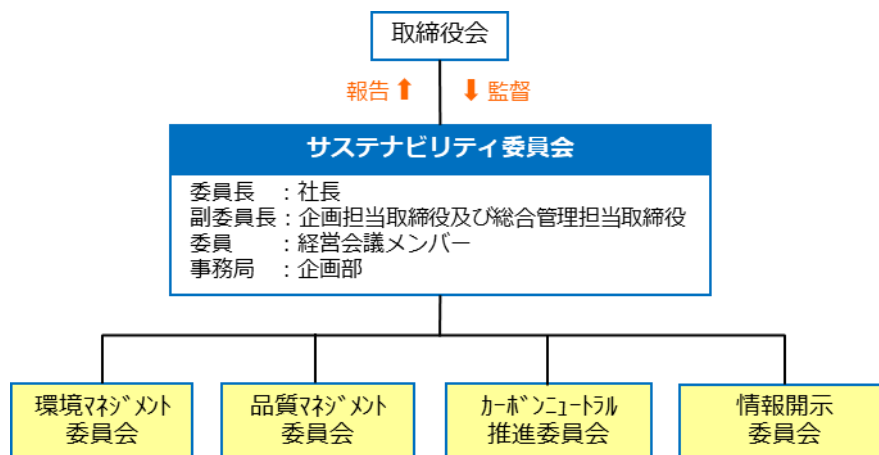 取締役会
報告⬆ ⬇監督
サステナビリティ委員会
委員長 :社長
副委員長:企画担当取締役及び総合管理担当取締役
委員 :経営会議メンバー
事務局 :企画部
環境ﾏﾈｼﾞﾒﾝﾄ
委員会
品質ﾏﾈｼﾞﾒﾝﾄ
委員会
ｶｰﾎﾞﾝﾆｭｰﾄﾗﾙ
推進委員会
情報開示
委員会